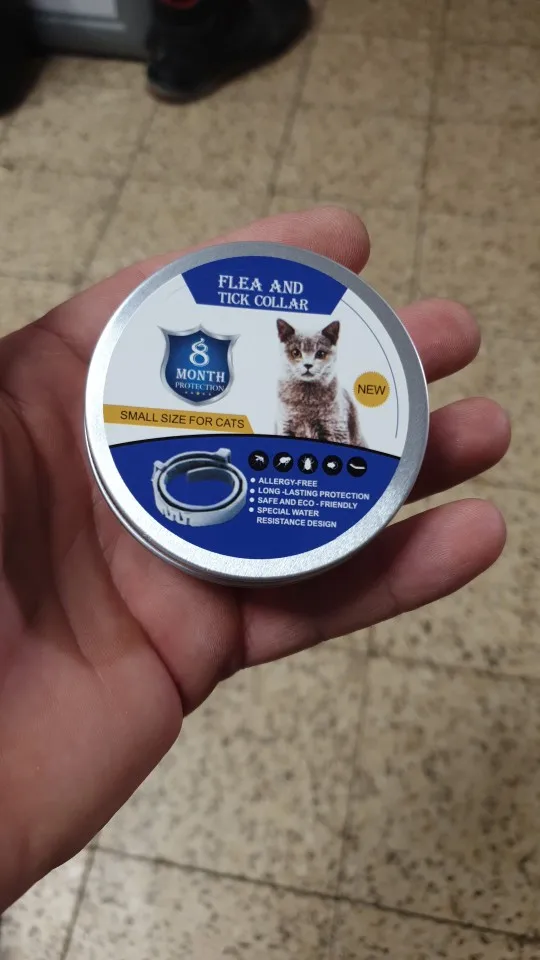 FLEA AND
TICK COLLAR
8
MONTH
PROTECTION
NEW
SMALL SIZE FOR CATS
ALLERGY-FREE
LONG -LASTING PROTECTION
SAFE AND ECO - FRIENDLY
SPECIAL WATER
RESISTANCE DESIGN